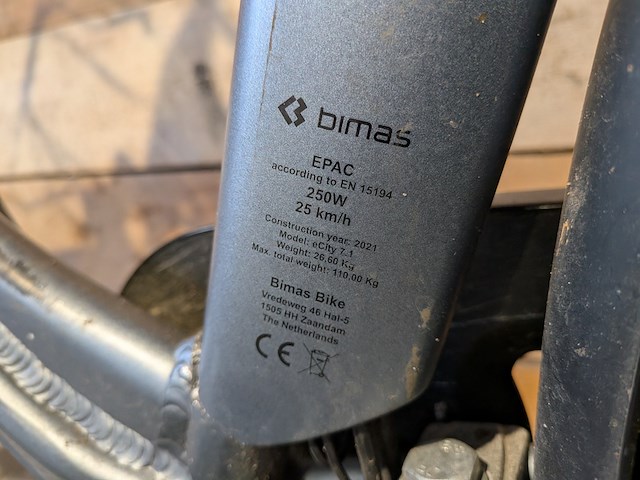 bimas
EPAC
according to EN 15194
250W
25 km/h
Construction year: 2021
Model: eCity 7.1
Weight: 26,60 Kg
Max. total weight: 110,00 Kg
Bimas Bike
Vredeweg 46 Hal-5
1505 HH Zaandam
The Netherlands
CE